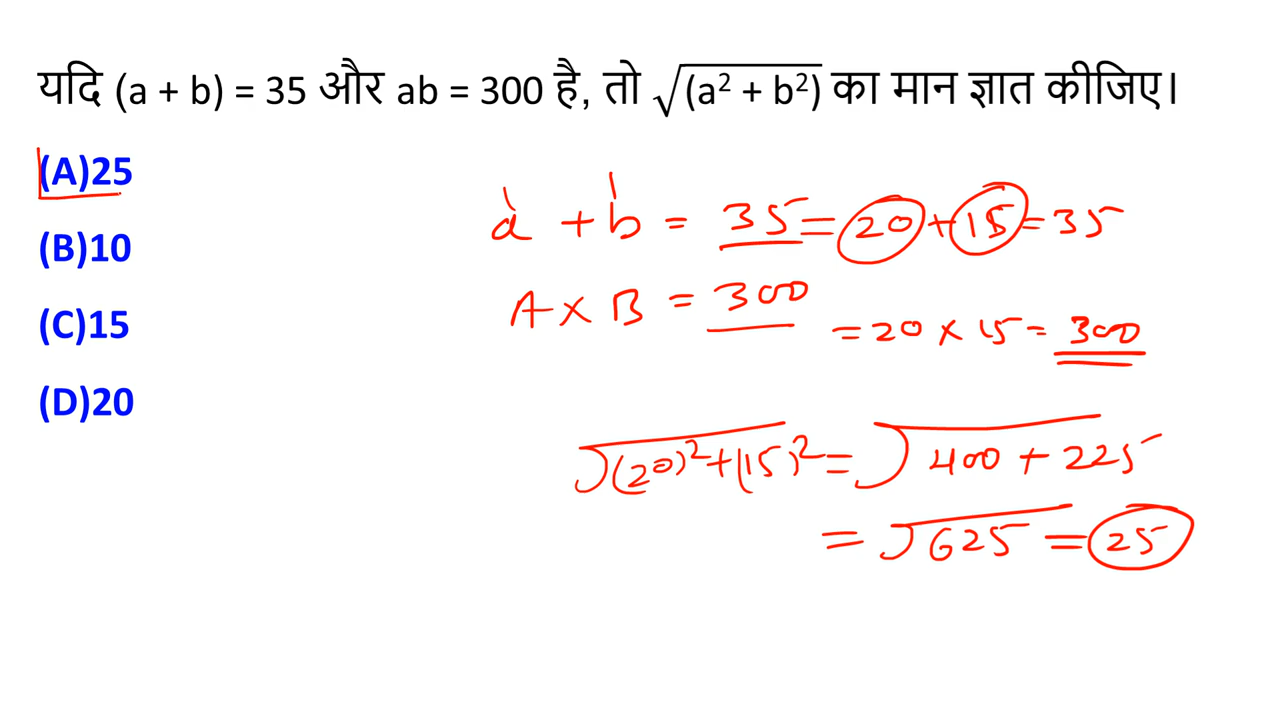 यदि (a + b) = 35 और ab = 300 है, तो √(a² + b²) का मान ज्ञात कीजिए।
(A)25
(B)10
(C)15
(D)20
a + b = 35 = 20 + 15 = 35
A × B = 300
= 20 × 15 = 300
√(20)² + (15)² = √400 + 225
= √625 = 25